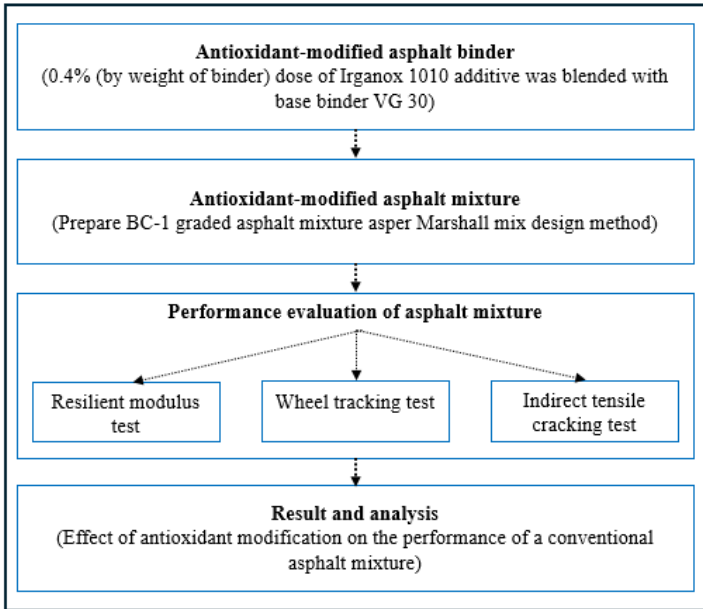 Antioxidant-modified asphalt binder
(0.4% (by weight of binder) dose of Irganox 1010 additive was blended with
base binder VG 30)
Antioxidant-modified asphalt mixture
(Prepare BC-1 graded asphalt mixture asper Marshall mix design method)
Performance evaluation of asphalt mixture
Resilient modulus
test
Wheel tracking test
Indirect tensile
cracking test
Result and analysis
(Effect of antioxidant modification on the performance of a conventional
asphalt mixture)